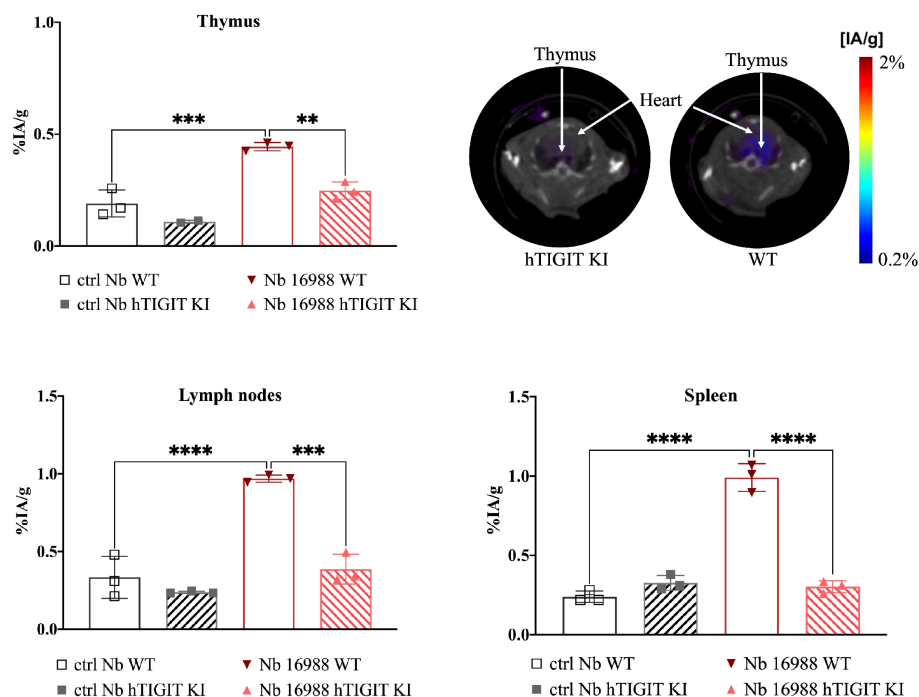 Thymus
1.0
0.5
0.0
%IA/g
***
**
□ ctrl Nb WT
▼ Nb 16988 WT
■ ctrl Nb hTIGIT KI
▲ Nb 16988 hTIGIT KI
[IA/g]
Thymus
Thymus
2%
Heart
0.2%
hTIGIT KI
WT
Lymph nodes
1.5
1.0
0.5
0.0
%IA/g
****
***
□ ctrl Nb WT
▼ Nb 16988 WT
■ ctrl Nb hTIGIT KI
▲ Nb 16988 hTIGIT KI
Spleen
1.5
1.0
0.5
0.0
%IA/g
****
****
□ ctrl Nb WT
▼ Nb 16988 WT
■ ctrl Nb hTIGIT KI
▲ Nb 16988 hTIGIT KI